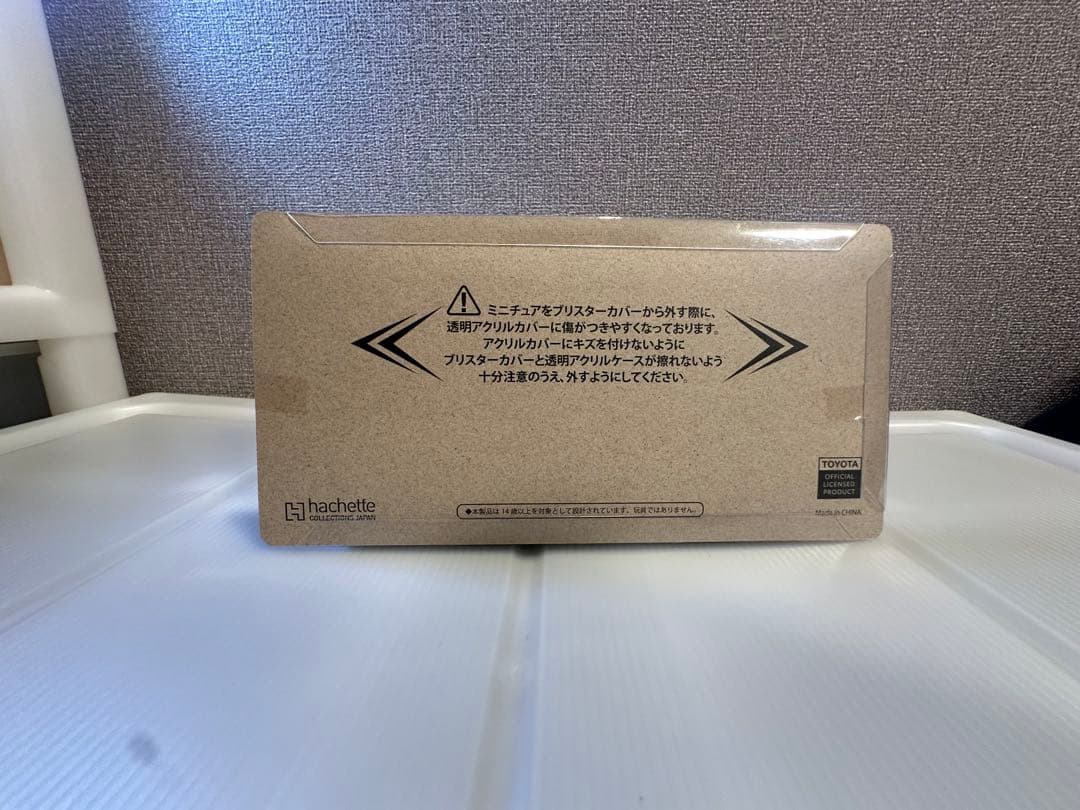 ミニチュアをブリスターカバーから外す際に、
透明アクリルカバーに傷がつきやすくなっております。
アクリルカバーにキズを付けないように
ブリスターカバーと透明アクリルケースが擦れないよう
十分注意のうえ、外すようにしてください。
TOYOTA
OFFICIAL
LICENSED
PRODUCT
hachette
COLLECTIONS JAPAN
◆本製品は14歳以上を対象として設計されています。玩具ではありません。
Made in CHINA